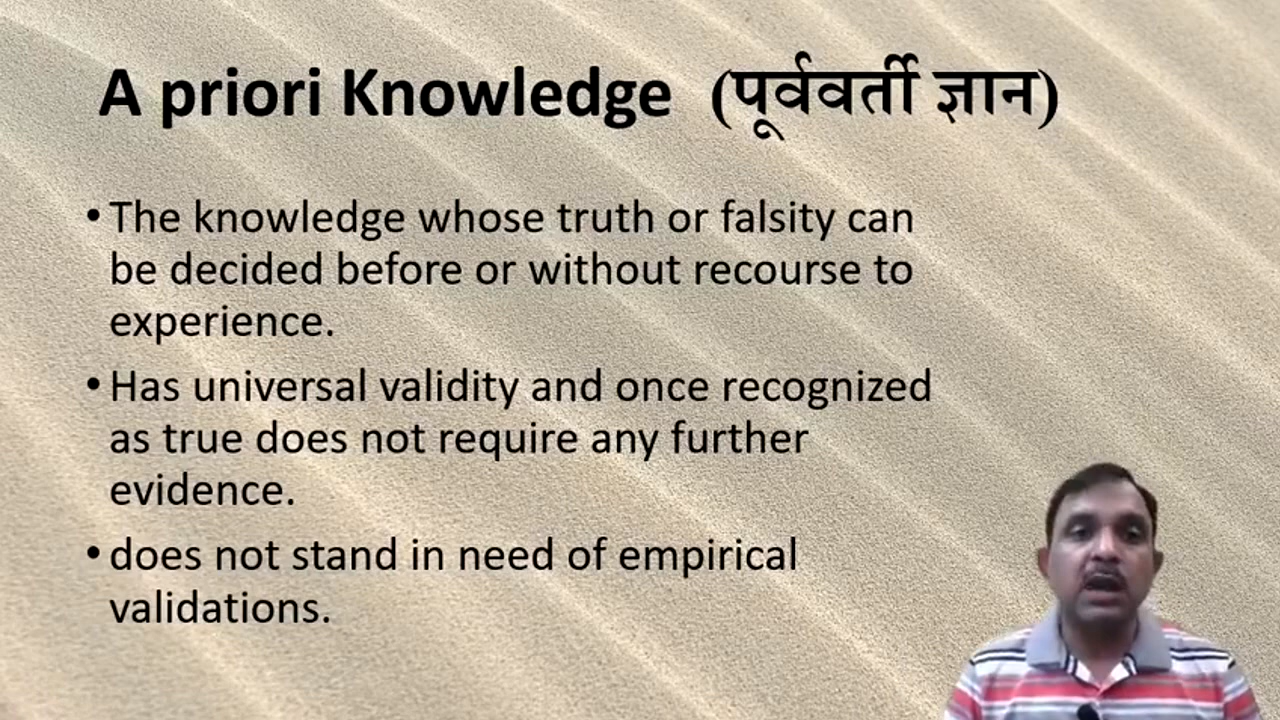 A priori Knowledge (पूर्ववर्ती ज्ञान)
• The knowledge whose truth or falsity can
be decided before or without recourse to
experience.
• Has universal validity and once recognized
as true does not require any further
evidence.
• does not stand in need of empirical
validations.